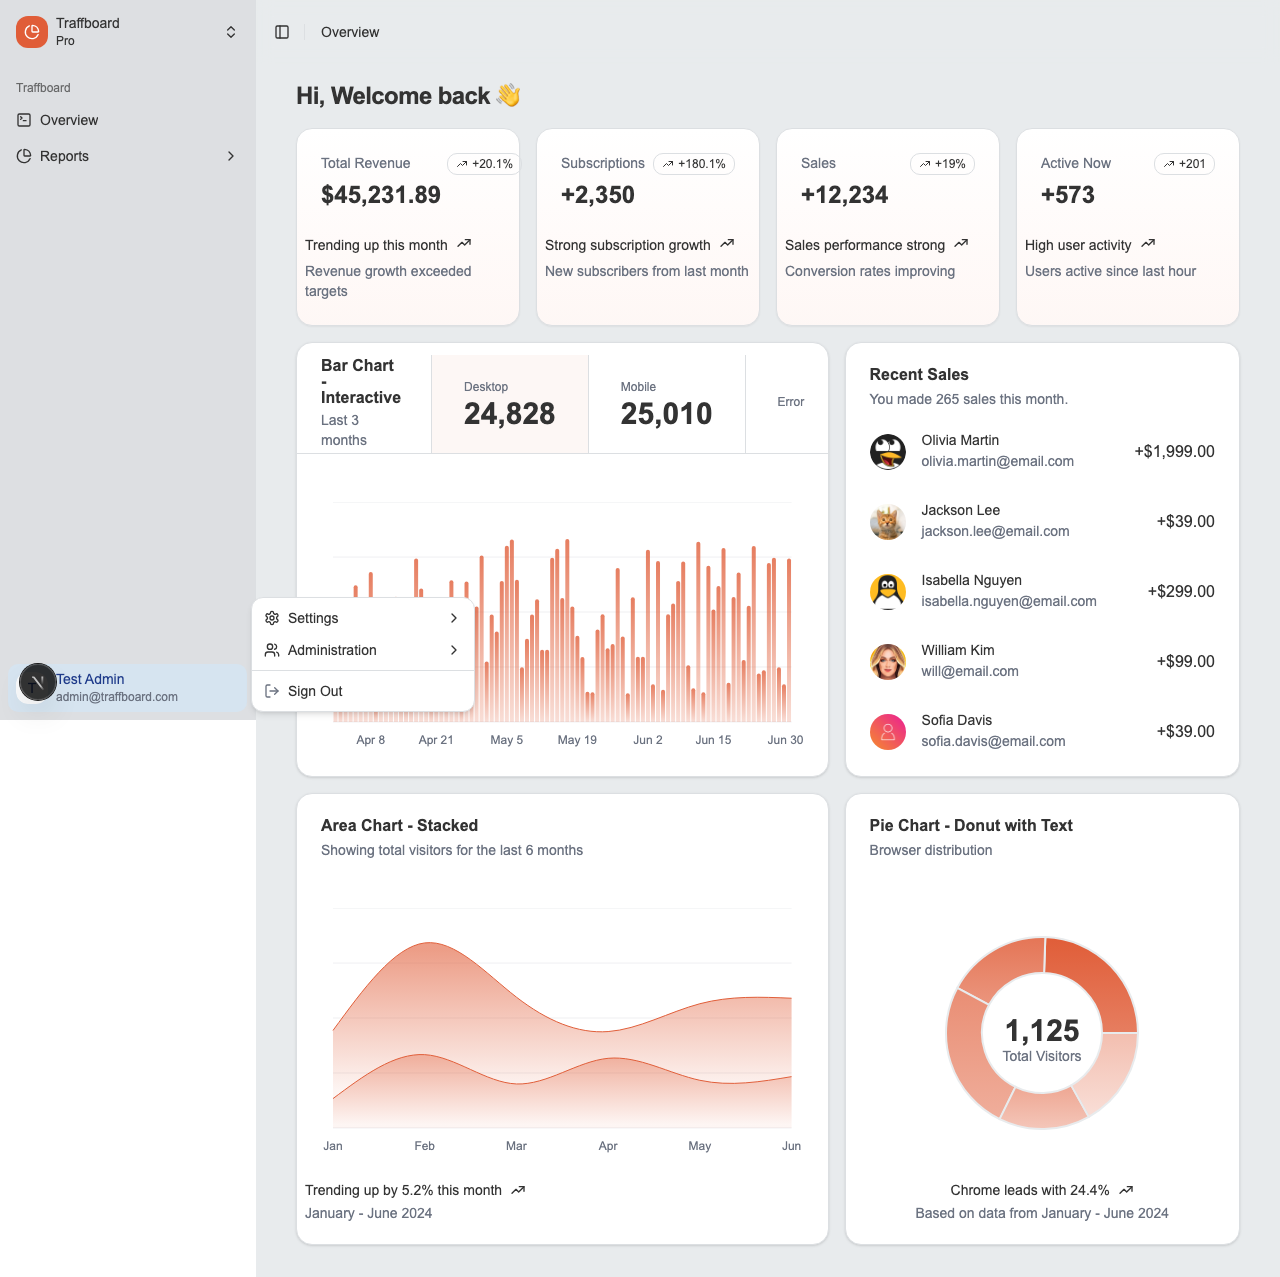 Traffboard
Pro
Overview
Traffboard
Overview
Reports
Hi, Welcome back 👋
Total Revenue
+20.1%
$45,231.89
Trending up this month
Revenue growth exceeded
targets
Subscriptions
+180.1%
+2,350
Strong subscription growth
New subscribers from last month
Sales
+19%
+12,234
Sales performance strong
Conversion rates improving
Active Now
+201
+573
High user activity
Users active since last hour
Bar Chart
-
Interactive
Last 3
months
Desktop
24,828
Mobile
25,010
Error
Apr 8
Apr 21
May 5
May 19
Jun 2
Jun 15
Jun 30
Recent Sales
You made 265 sales this month.
Olivia Martin
olivia.martin@email.com
+$1,999.00
Jackson Lee
jackson.lee@email.com
+$39.00
Isabella Nguyen
isabella.nguyen@email.com
+$299.00
William Kim
will@email.com
+$99.00
Sofia Davis
sofia.davis@email.com
+$39.00
Settings
Administration
Sign Out
Test Admin
admin@traffboard.com
Area Chart - Stacked
Showing total visitors for the last 6 months
Jan
Feb
Mar
Apr
May
Jun
Trending up by 5.2% this month
January - June 2024
Pie Chart - Donut with Text
Browser distribution
1,125
Total Visitors
Chrome leads with 24.4%
Based on data from January - June 2024